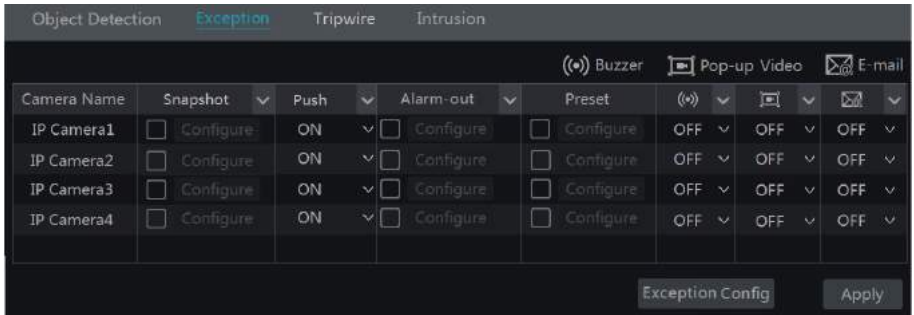 Object Detection Exception Tripwire Intrusion
Buzzer Pop-up Video E-mail
Camera Name Snapshot Push Alarm-out Preset
IP Camera1 Configure ON Configure Configure OFF OFF OFF
IP Camera2 Configure ON Configure Configure OFF OFF OFF
IP Camera3 Configure ON Configure Configure OFF OFF OFF
IP Camera4 Configure ON Configure Configure OFF OFF OFF
Exception Config Apply